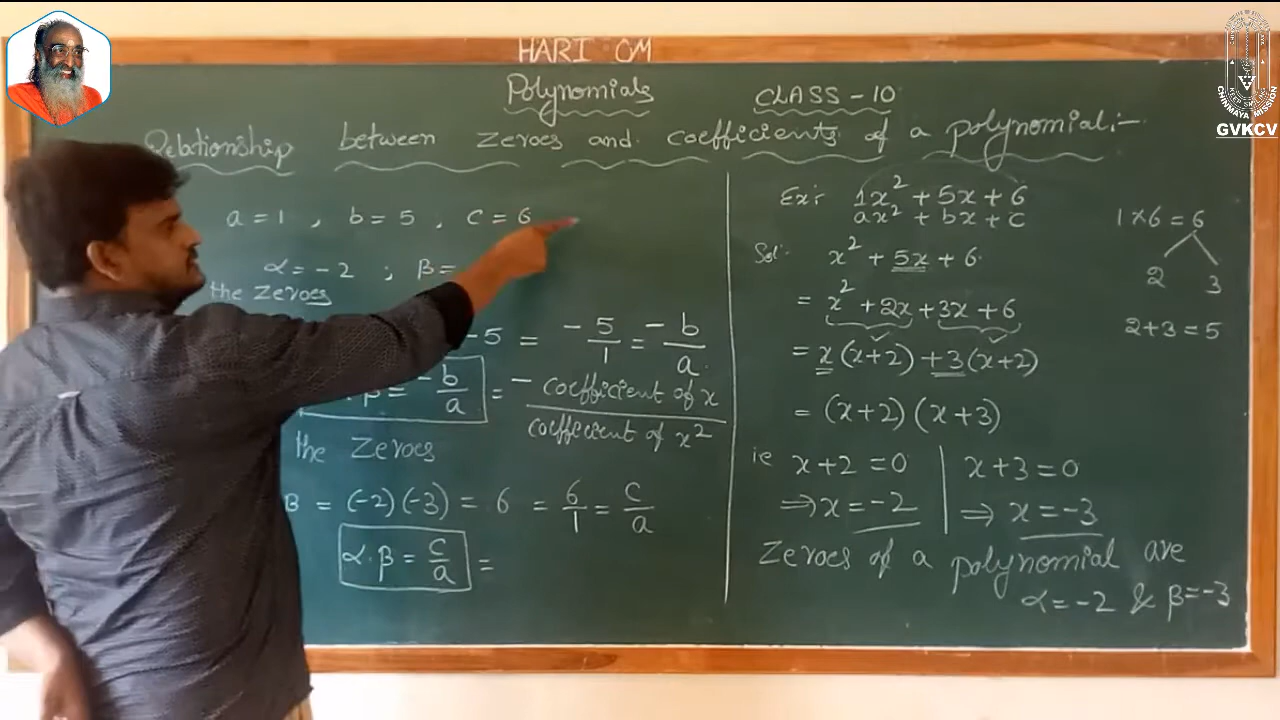 HARI OM
Polynomials
CLASS - 10
Relationship between zeroes and coefficients of a polynomial:-
a = 1 , b = 5 , c = 6
α = -2 ; β =
the zeroes
-5 = -5/1 = -b/a
β = -b/a = - coefficient of x / coefficient of x²
the zeroes
β = (-2)(-3) = 6 = 6/1 = c/a
α.β = c/a =
Ex: 1x² + 5x + 6
ax² + bx + c
Sol: x² + 5x + 6
= x² + 2x + 3x + 6
= x(x+2) + 3(x+2)
= (x+2)(x+3)
ie x+2 = 0
⇒ x = -2
x+3 = 0
⇒ x = -3
Zeroes of a polynomial are
α = -2 & β = -3
1×6 = 6
2 3
2+3 = 5
CHINMAYA MISSION
GVKCV